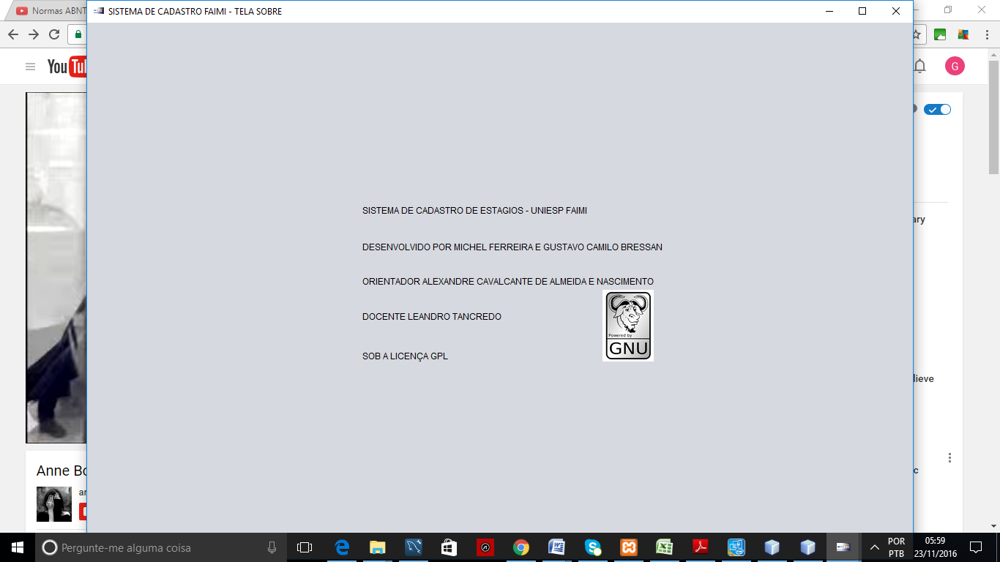 Normas ABNT
SISTEMA DE CADASTRO FAIMI - TELA SOBRE
You Tu
G
SISTEMA DE CADASTRO DE ESTAGIOS - UNIESP FAIMI
ary
DESENVOLVIDO POR MICHEL FERREIRA E GUSTAVO CAMILO BRESSAN
ORIENTADOR ALEXANDRE CAVALCANTE DE ALMEIDA E NASCIMENTO
DOCENTE LEANDRO TANCREDO
Powered by
GNU
SOB A LICENÇA GPL
lieve
Anne Bo
c
ar
Pergunte-me alguma coisa
POR
PTB
05:59
23/11/2016